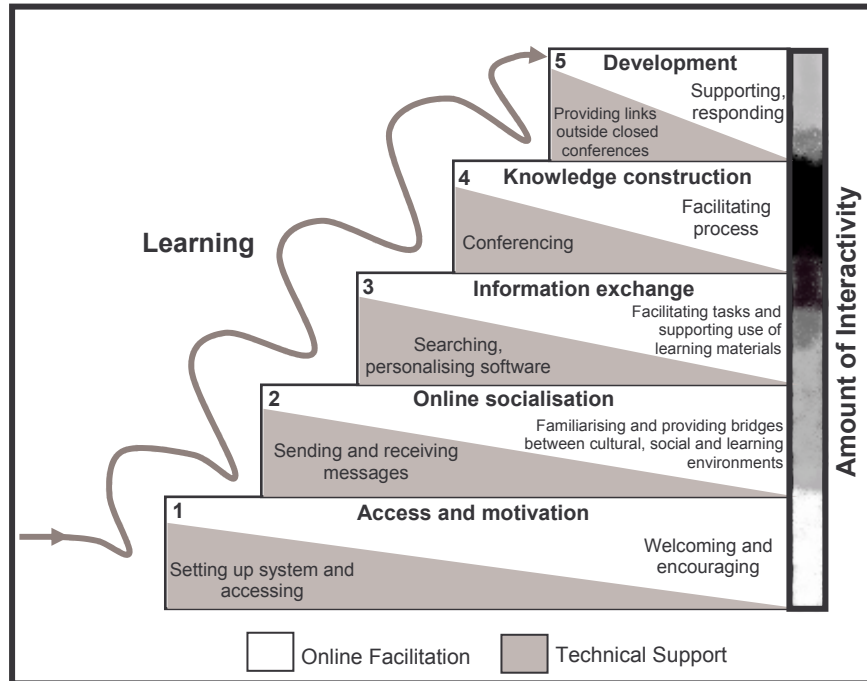 5
Development
Supporting,
responding
Providing links
outside closed
conferences
4
Knowledge construction
Facilitating
process
Conferencing
Learning
3
Information exchange
Facilitating tasks and
supporting use of
learning materials
Searching,
personalising software
2
Online socialisation
Familiarising and providing bridges
between cultural, social and learning
environments
Sending and receiving
messages
1
Access and motivation
Welcoming and
encouraging
Setting up system and
accessing
Amount of Interactivity
Online Facilitation
Technical Support